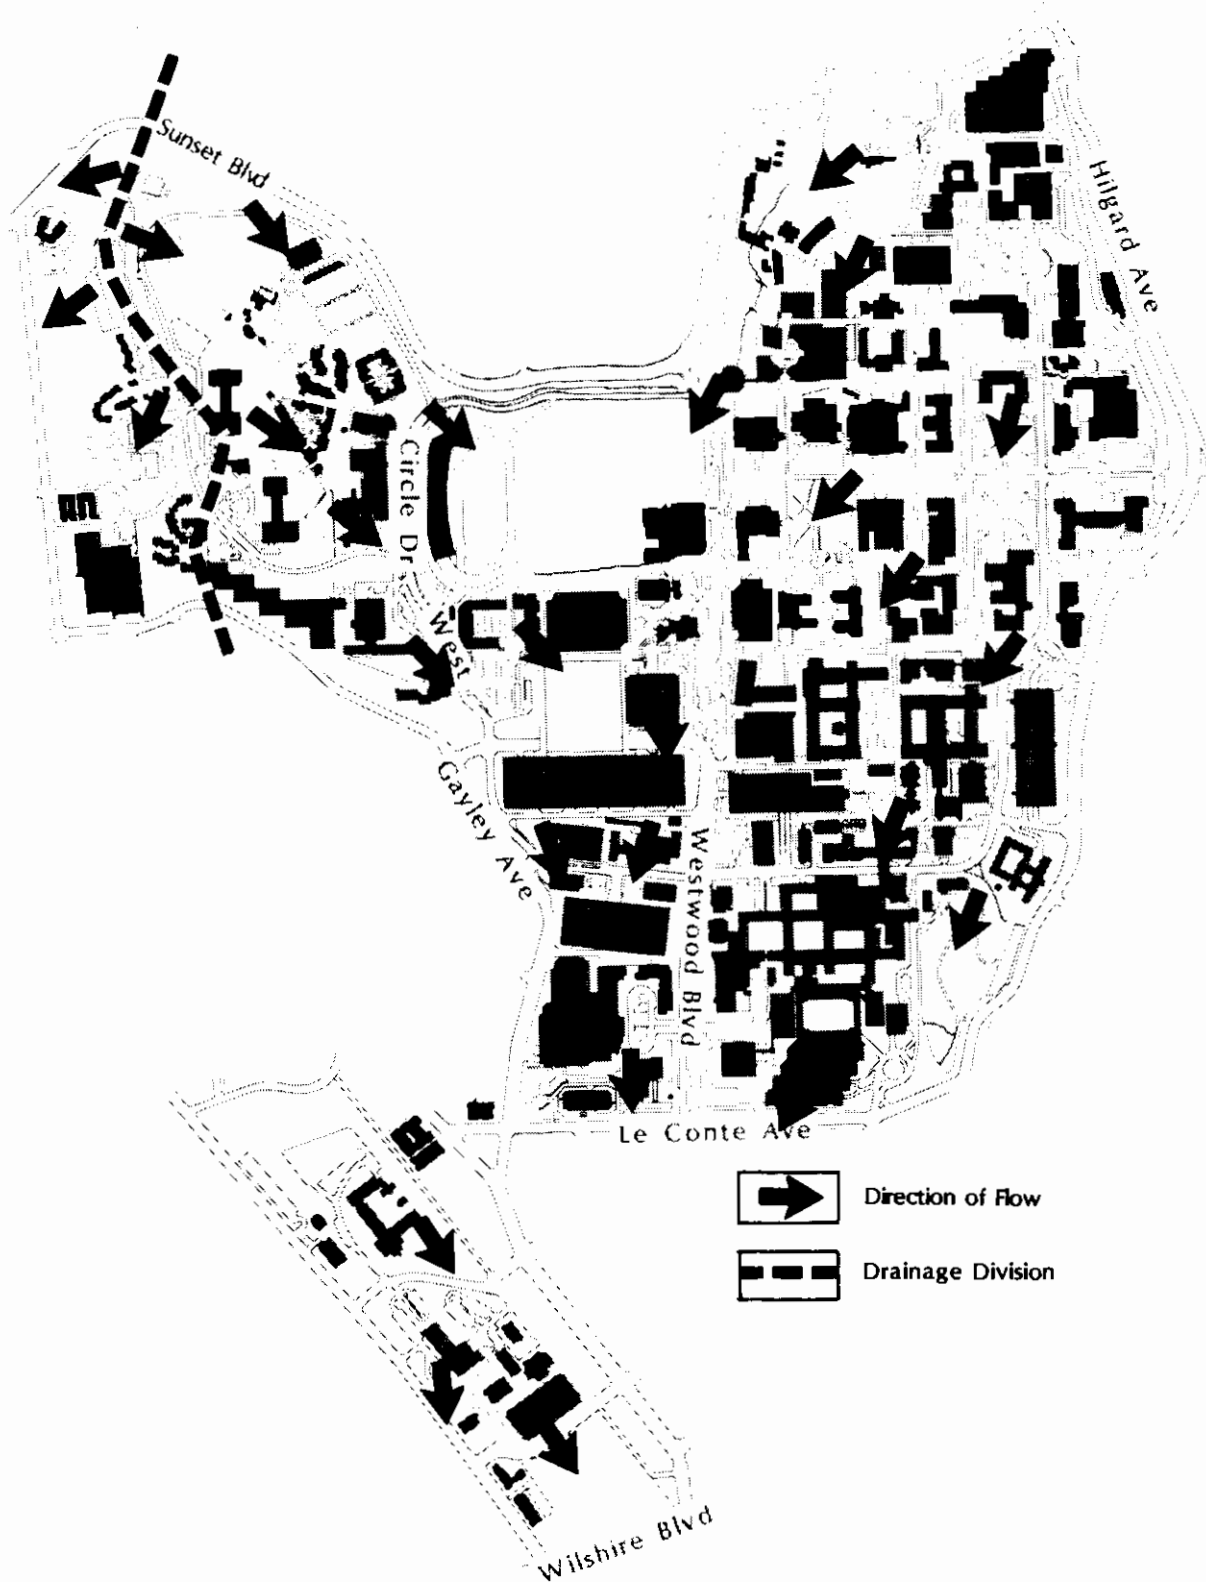 Sunset Blvd
Hilgard Ave
Circle Dr West
Gayley Ave
Westwood Blvd
Le Conte Ave
Direction of Flow
Drainage Division
Wilshire Blvd